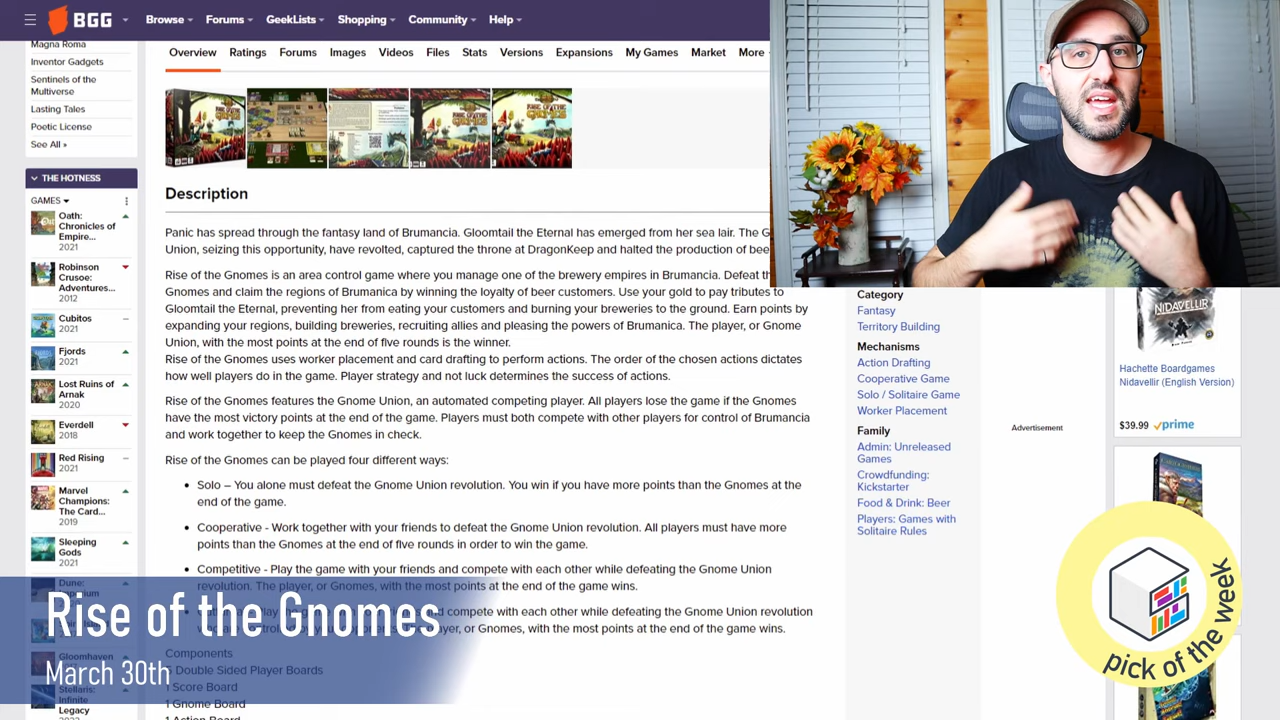 BGG
Browse
Forums
GeekLists
Shopping
Community
Help
Overview
Ratings
Forums
Images
Videos
Files
Stats
Versions
Expansions
My Games
Market
More
Magna Roma
Inventor Gadgets
Sentinels of the
Multiverse
Lasting Tales
Poetic License
See All »
THE HOTNESS
GAMES
Oath:
Chronicles of
Empire...
2021
Robinson
Crusoe:
Adventures...
2012
Cubitos
2021
Fjords
2021
Lost Ruins of
Arnak
2020
Everdell
2018
Red Rising
2021
Marvel
Champions:
The Card...
2019
Sleeping
Gods
2021
Dune:
Gloomhaven
Stellaris:
Infinite
Legacy
Description
Panic has spread through the fantasy land of Brumancia. Gloomtail the Eternal has emerged from her sea lair. The G
Union, seizing this opportunity, have revolted, captured the throne at DragonKeep and halted the production of bee
Rise of the Gnomes is an area control game where you manage one of the brewery empires in Brumancia. Defeat th
Gnomes and claim the regions of Brumanica by winning the loyalty of beer customers. Use your gold to pay tributes to
Gloomtail the Eternal, preventing her from eating your customers and burning your breweries to the ground. Earn points by
expanding your regions, building breweries, recruiting allies and pleasing the powers of Brumanica. The player, or Gnome
Union, with the most points at the end of five rounds is the winner.
Rise of the Gnomes uses worker placement and card drafting to perform actions. The order of the chosen actions dictates
how well players do in the game. Player strategy and not luck determines the success of actions.
Rise of the Gnomes features the Gnome Union, an automated competing player. All players lose the game if the Gnomes
have the most victory points at the end of the game. Players must both compete with other players for control of Brumancia
and work together to keep the Gnomes in check.
Rise of the Gnomes can be played four different ways:
Solo – You alone must defeat the Gnome Union revolution. You win if you have more points than the Gnomes at the
end of the game.
Cooperative - Work together with your friends to defeat the Gnome Union revolution. All players must have more
points than the Gnomes at the end of five rounds in order to win the game.
Competitive - Play the game with your friends and compete with each other while defeating the Gnome Union
revolution. The player, or Gnomes, with the most points at the end of the game wins.
and compete with each other while defeating the Gnome Union revolution
or Gnomes, with the most points at the end of the game wins.
Components
Double Sided Player Boards
1 Score Board
1 Gnome Board
1 Action Board
Category
Fantasy
Territory Building
Mechanisms
Action Drafting
Cooperative Game
Solo / Solitaire Game
Worker Placement
Family
Admin: Unreleased
Games
Crowdfunding:
Kickstarter
Food & Drink: Beer
Players: Games with
Solitaire Rules
Advertisement
NIDAVELLIR
Hachette Boardgames
Nidavellir (English Version)
$39.99 prime
Rise of the Gnomes
March 30th
pick of the week